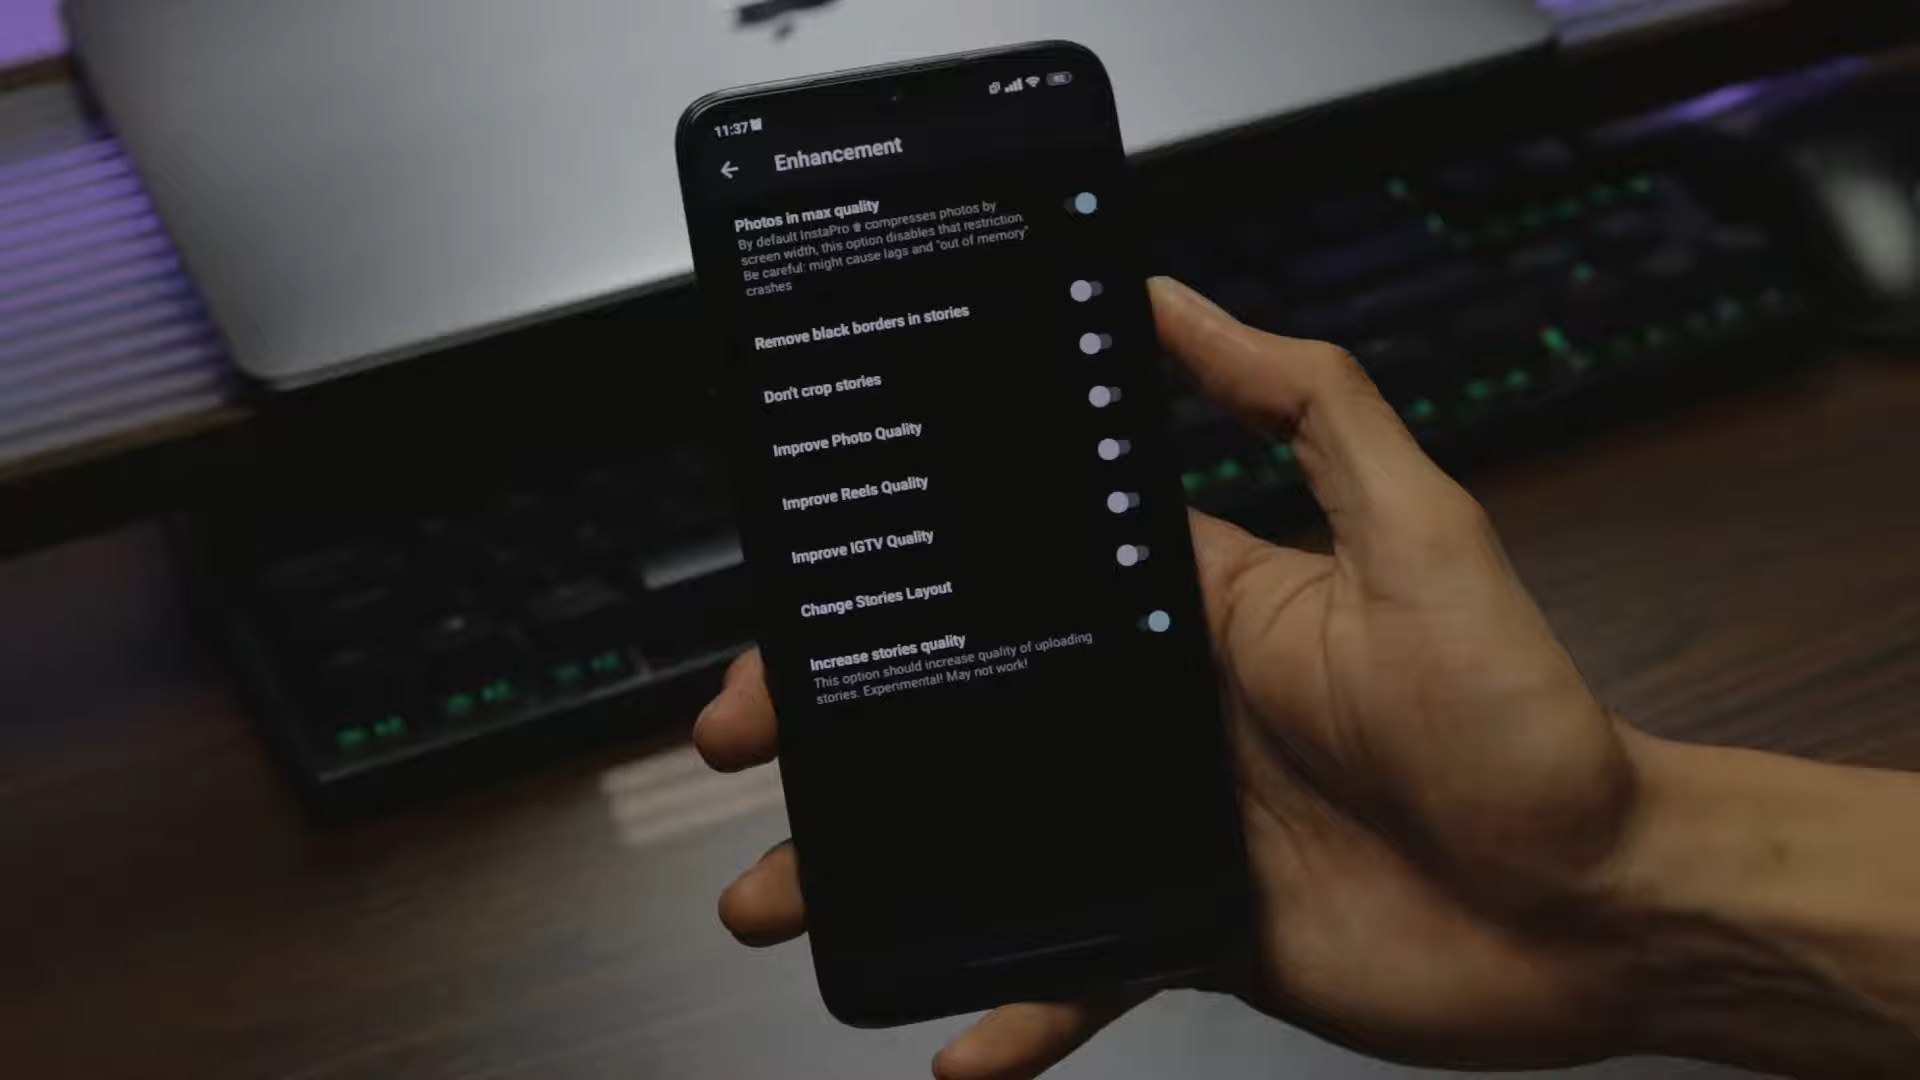 11:37
Enhancement
Photos in max quality
By default InstaPro compresses photos by
screen width, this option disables that restriction.
Be careful: might cause lags and "out of memory"
crashes
Remove black borders in stories
Don't crop stories
Improve Photo Quality
Improve Reels Quality
Improve IGTV Quality
Change Stories Layout
Increase stories quality
This option should increase quality of uploading
stories. Experimental! May not work!